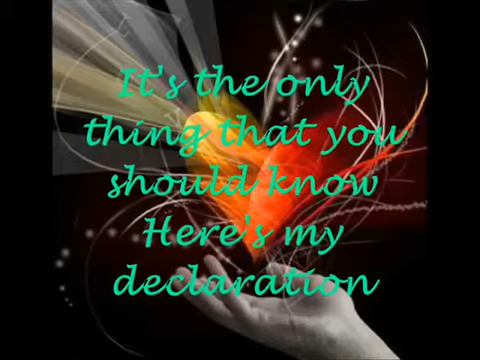 It's the only
thing that you
should know
Here's my
declaration